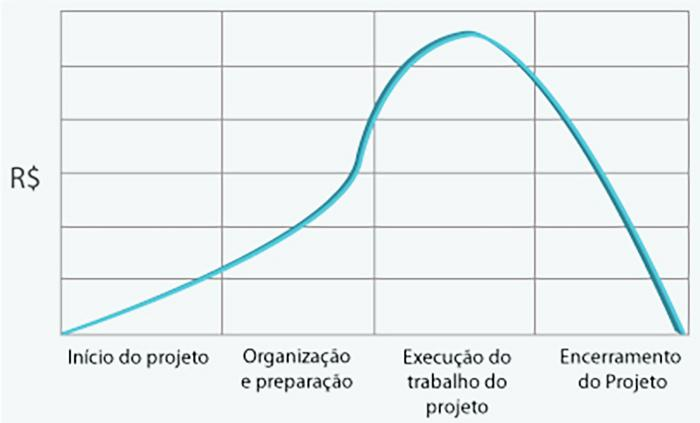 R$
Início do projeto
Organização
e preparação
Execução do
trabalho do
projeto
Encerramento
do Projeto